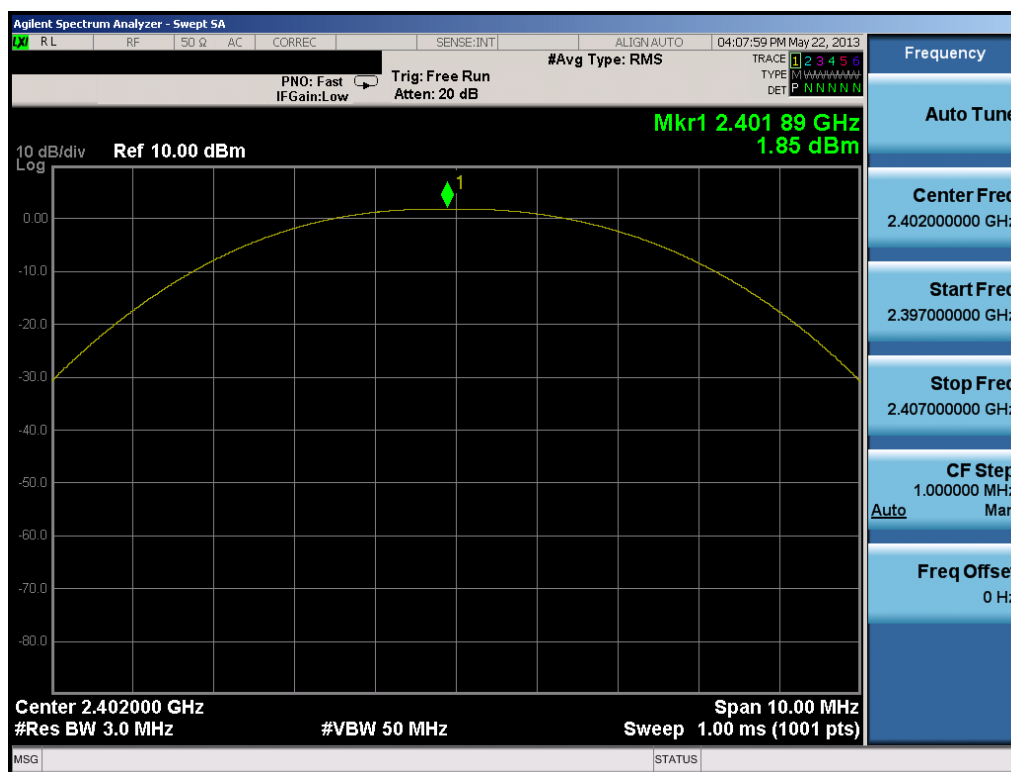 Agilent Spectrum Analyzer - Swept SA
LXI RL RF 50 Ω AC CORREC SENSE:INT ALIGN AUTO 04:07:59 PM May 22, 2013
Frequency
#Avg Type: RMS
TRACE 1 2 3 4 5 6
PNO: Fast Trig: Free Run
TYPE M WWWWW
IFGain:Low Atten: 20 dB
DET P N N N N N
Auto Tune
Mkr1 2.401 89 GHz
1.85 dBm
10 dB/div Ref 10.00 dBm
Log
1
Center Freq
2.402000000 GHz
0.00
-10.0
Start Freq
2.397000000 GHz
-20.0
-30.0
Stop Freq
2.407000000 GHz
-40.0
-50.0
CF Step
1.000000 MHz
Auto Man
-60.0
-70.0
Freq Offset
0 Hz
-80.0
Center 2.402000 GHz Span 10.00 MHz
#Res BW 3.0 MHz #VBW 50 MHz Sweep 1.00 ms (1001 pts)
MSG STATUS